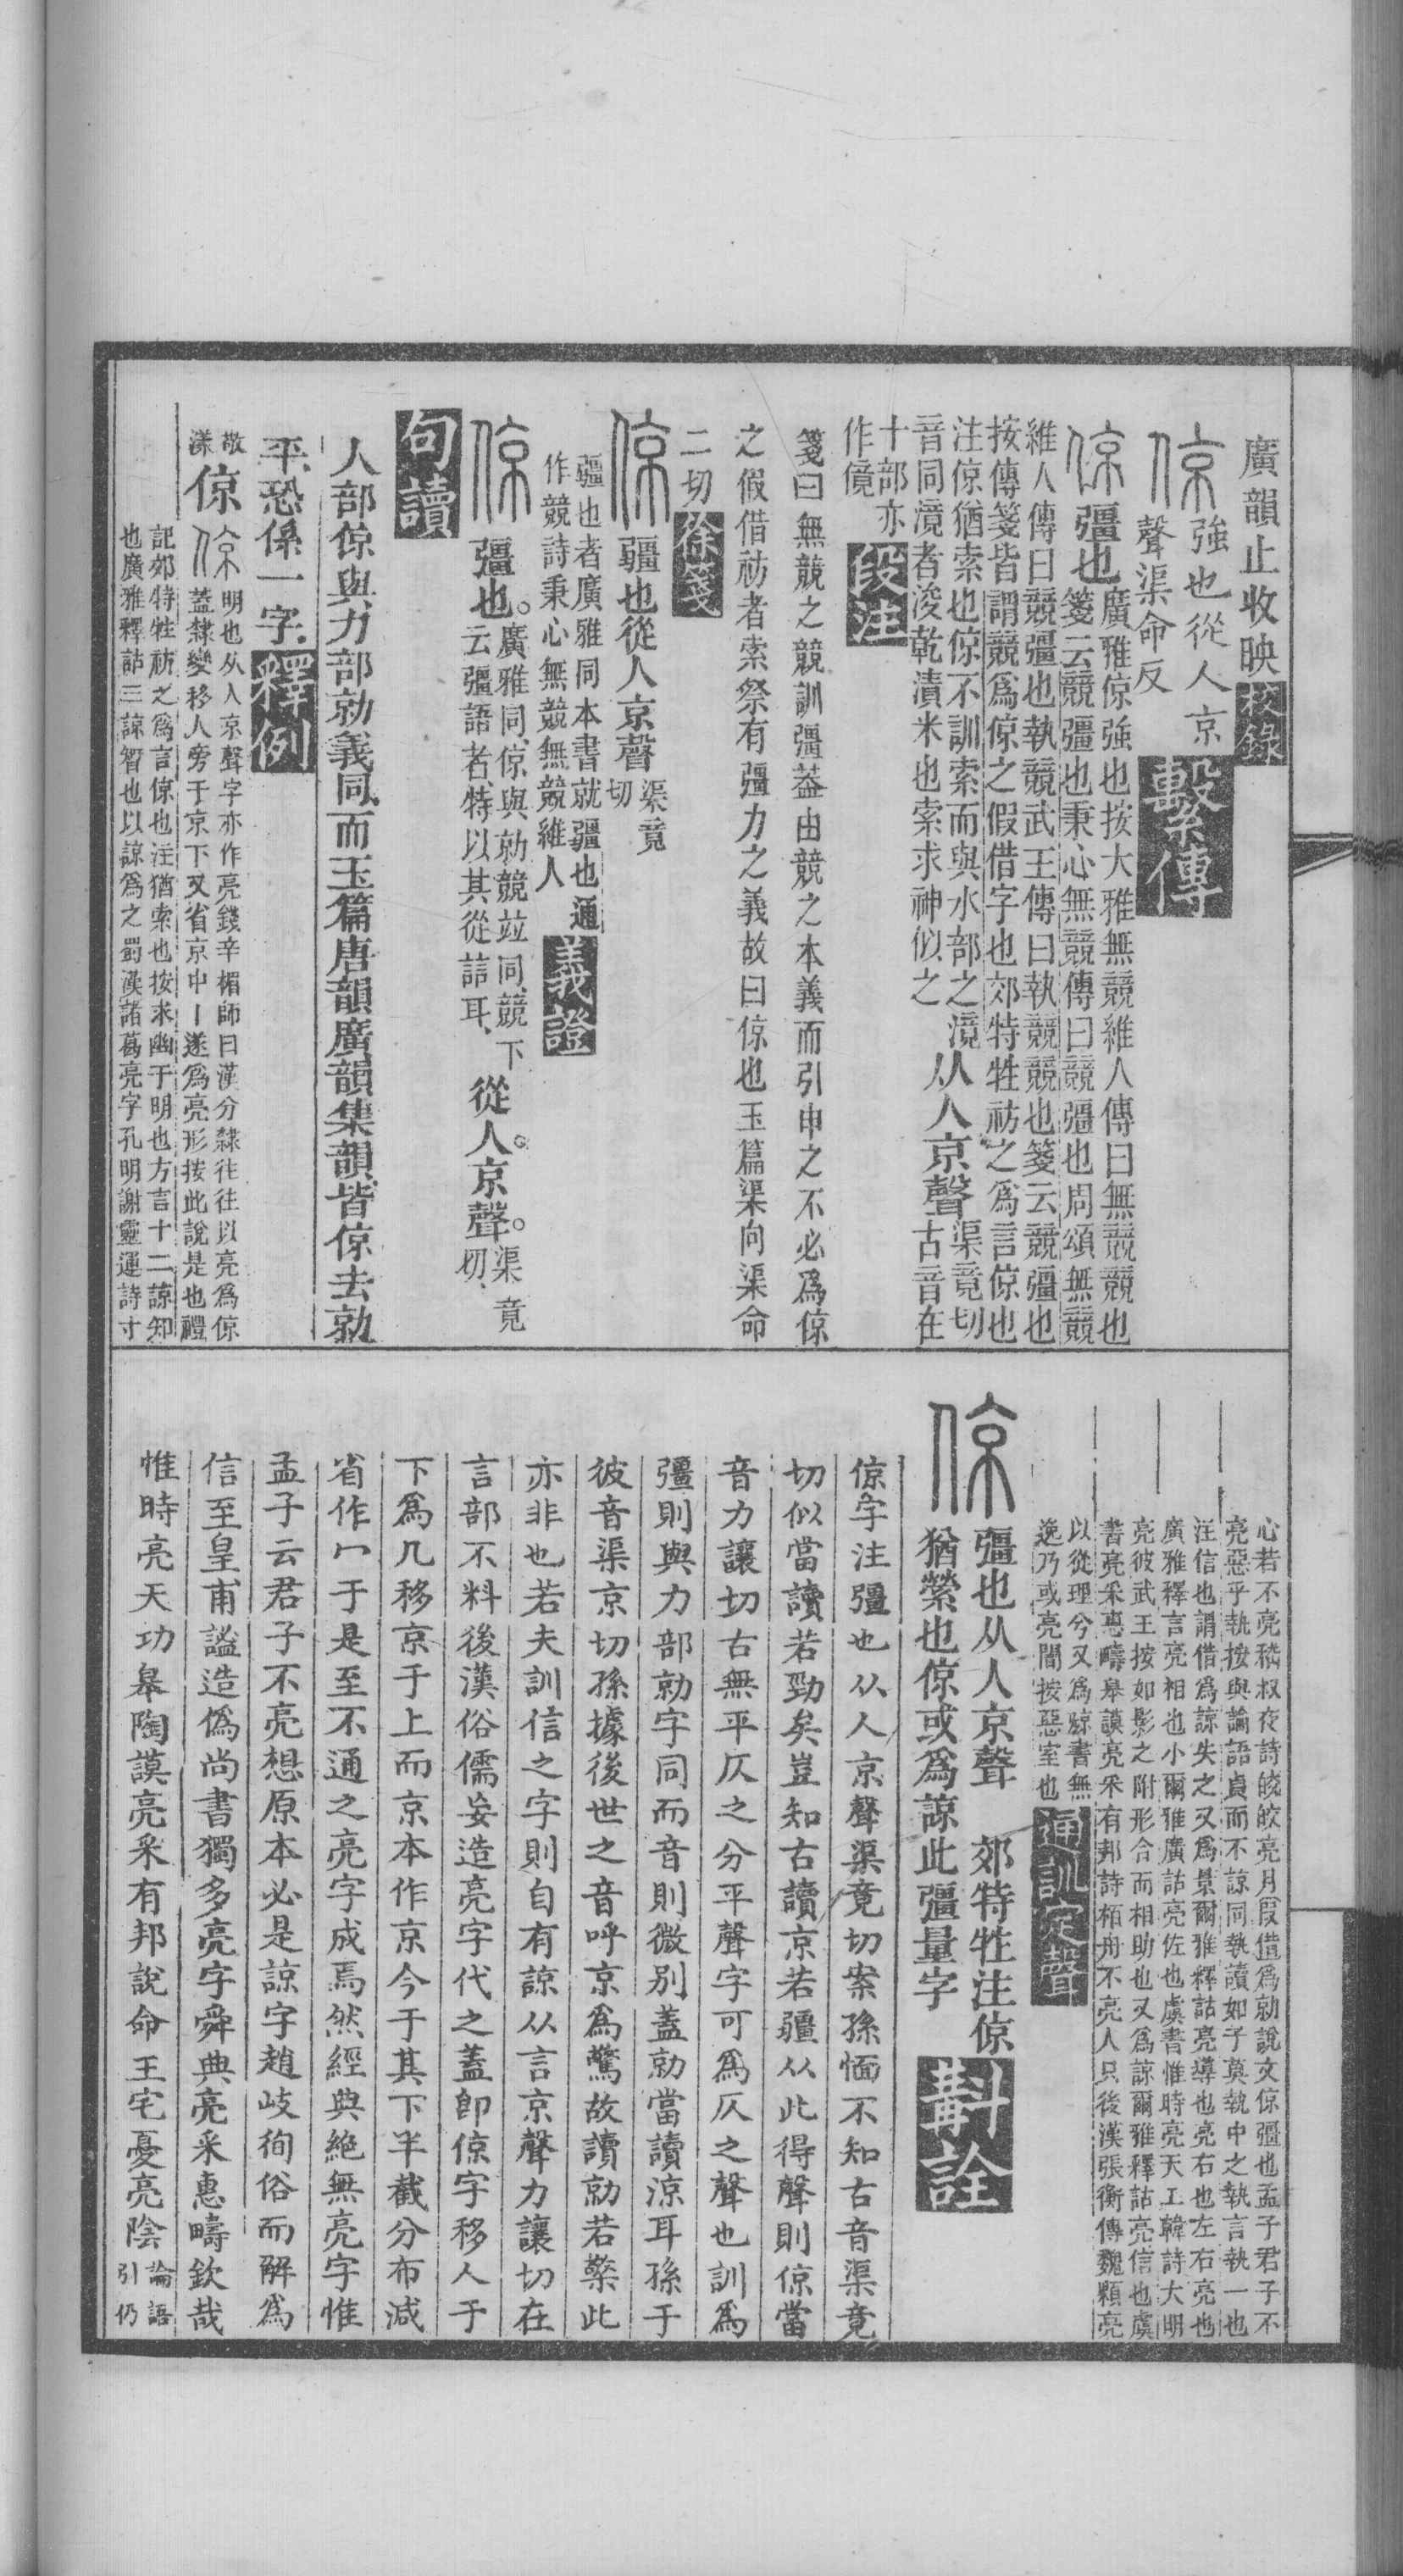 廣韻止收映校錄
倞強也從人京
聲渠命反繫傳
倞彊也廣雅倞強也按大雅無競維人傳曰無競競也
箋云競彊也秉心無競傳曰競彊也周頌無競
維人傳曰競彊也執競武王傳曰執競競也箋云競彊也
按傳箋皆謂競爲倞之假借字也郊特牲祊之爲言倞也
注倞猶索也倞不訓索而與水部之滰
音同滰者浚乾漬米也索求神似之
从人京聲渠竟切
古音在
十部亦
作傹段注
箋曰無競之競訓彊葢由競之本義而引申之不必爲倞
之假借祊者索祭有彊力之義故曰倞也玉篇渠向渠命
二切徐箋
倞彊也從人京聲渠竟
切
彊也者廣雅同本書就彊也通
作競詩秉心無競無競維人義證
倞彊也。廣雅同、倞與勍競竝同、競下
云彊語者、特以其從誩耳、從人。京聲。渠竟
切、
句讀
人部倞與力部勍義同、而玉篇唐韻廣韻集韻、皆倞去勍
平、恐係一字、釋例
敬
漾倞倞明也从人京聲字亦作亮錢辛楣師曰漢分隸往往以亮爲倞
蓋隸變移人旁于京下又省京中丨遂爲亮形按此說是也禮
記郊特牲祊之爲言倞也注猶索也按求幽于明也方言十二諒知
也廣雅釋詁三諒智也以諒爲之蜀漢諸葛亮字孔明謝靈運詩寸
心若不亮嵇叔夜詩皎皎亮月叚借爲勍說文倞彊也孟子君子不
亮惡乎執按與論語貞而不諒同執讀如子莫執中之執言執一也
注信也謂借爲諒失之又爲景爾雅釋詁亮導也亮右也左右亮也
廣雅釋言亮相也小爾雅廣詁亮佐也虞書惟時亮天工韓詩大明
亮彼武王按如影之附形合而相助也又爲諒爾雅釋詁亮信也虞
書亮采惠疇皋謨亮采有邦詩栢舟不亮人只後漢張衡傳魏顆亮
以從理兮又爲䣼書無
逸乃或亮闇按惡室也通訓定聲
倞彊也从人京聲　郊特牲注倞
猶縈也倞或爲諒此彊量字斠詮
倞字注彊也从人京聲渠竟切案孫愐不知古音渠竟
切似當讀若勁矣豈知古讀京若疆从此得聲則倞當
音力讓切古無平仄之分平聲字可爲仄之聲也訓爲
彊則與力部勍字同而音則微別蓋勍當讀涼耳孫于
彼音渠京切孫據後世之音呼京爲驚故讀勍若檠此
亦非也若夫訓信之字則自有諒从言京聲力讓切在
言部不料後漢俗儒妄造亮字代之蓋卽倞字移人于
下爲几移京于上而京本作京今于其下半截分布減
省作冖于是至不通之亮字成焉然經典絕無亮字惟
孟子云君子不亮想原本必是諒字趙岐徇俗而解爲
信至皇甫謐造僞尚書獨多亮字舜典亮采惠疇欽哉
惟時亮天功皋陶謨亮采有邦說命王宅憂亮陰論語
引仍